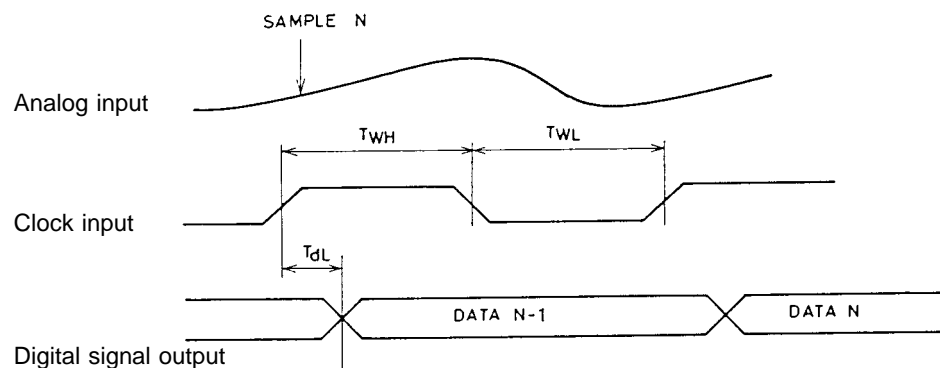 SAMPLE N
Analog input
TWH TWL
Clock input
TdL
DATA N-1 DATA N
Digital signal output